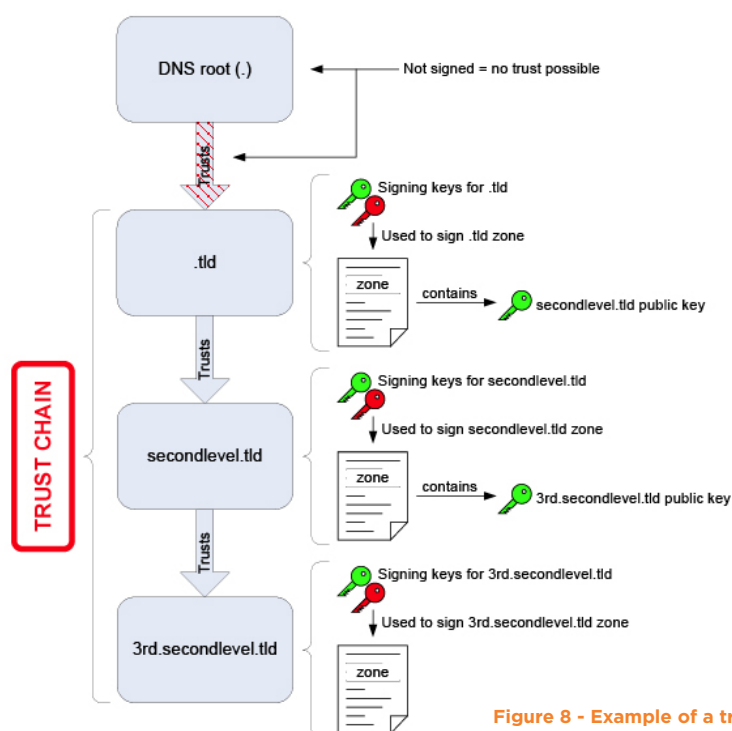 DNS root (.)
Not signed = no trust possible
Trusts
Signing keys for .tld
Used to sign .tld zone
.tld
zone
contains
secondlevel.tld public key
Trusts
TRUST CHAIN
Signing keys for secondlevel.tld
Used to sign secondlevel.tld zone
secondlevel.tld
zone
contains
3rd.secondlevel.tld public key
Trusts
Signing keys for 3rd.secondlevel.tld
Used to sign 3rd.secondlevel.tld zone
3rd.secondlevel.tld
zone
Figure 8 - Example of a